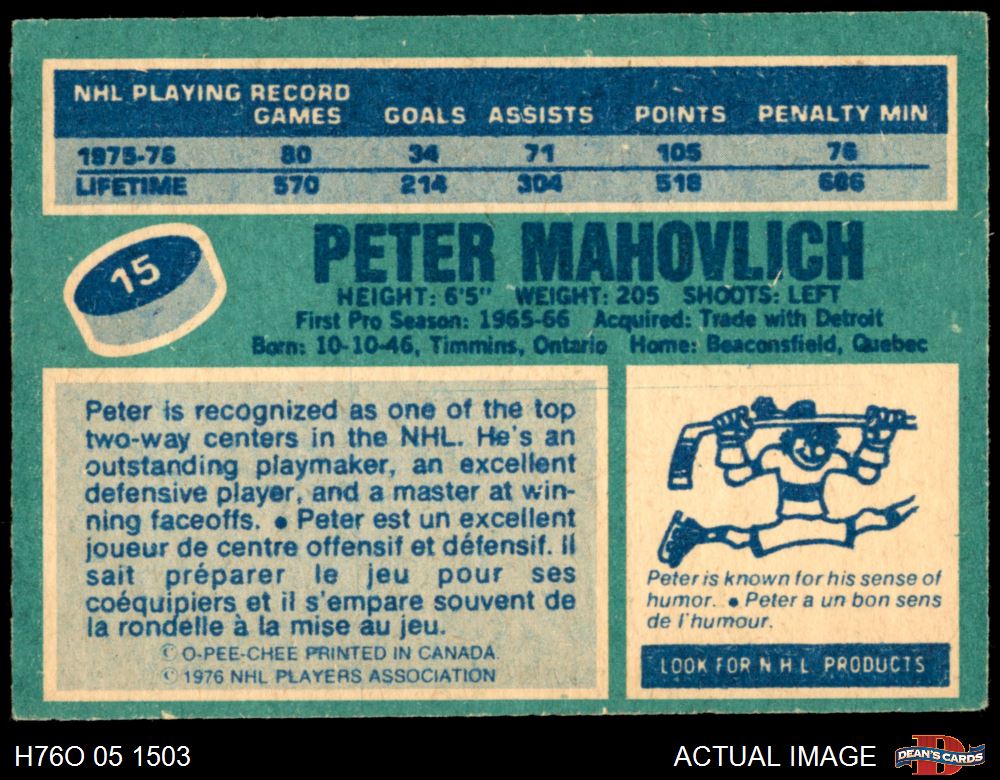 NHL PLAYING RECORD
GAMES GOALS ASSISTS POINTS PENALTY MIN
1975-76 80 34 71 105 76
LIFETIME 570 214 304 518 686
15
PETER MAHOVLICH
HEIGHT: 6'5" WEIGHT: 205 SHOOTS: LEFT
First Pro Season: 1965-66 Acquired: Trade with Detroit
Born: 10-10-46, Timmins, Ontario Home: Beaconsfield, Quebec
Peter is recognized as one of the top
two-way centers in the NHL. He's an
outstanding playmaker, an excellent
defensive player, and a master at win-
ning faceoffs. ● Peter est un excellent
joueur de centre offensif et défensif. Il
sait préparer le jeu pour ses
coéquipiers et il s'empare souvent de
la rondelle à la mise au jeu.
© O-PEE-CHEE PRINTED IN CANADA
© 1976 NHL PLAYERS ASSOCIATION
Peter is known for his sense of
humor. ● Peter a un bon sens
de l'humour.
LOOK FOR N H L PRODUCTS
H76O 05 1503
ACTUAL IMAGE
DEAN'S CARDS